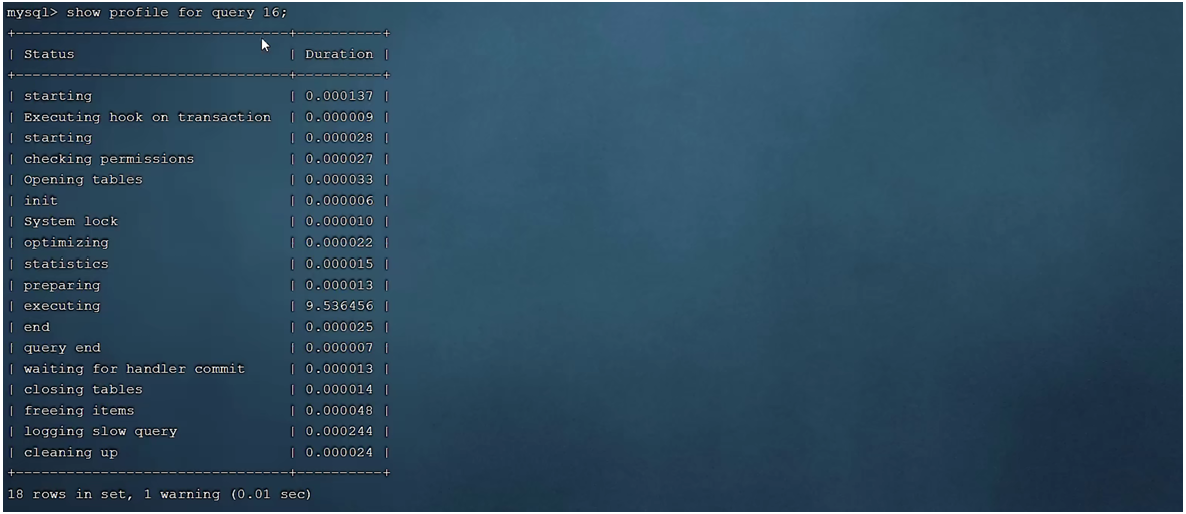 mysql> show profile for query 16;
+--------------------------------+----------+
| Status                         | Duration |
+--------------------------------+----------+
| starting                       | 0.000137 |
| Executing hook on transaction  | 0.000009 |
| starting                       | 0.000028 |
| checking permissions           | 0.000027 |
| Opening tables                 | 0.000033 |
| init                           | 0.000006 |
| System lock                    | 0.000010 |
| optimizing                     | 0.000022 |
| statistics                     | 0.000015 |
| preparing                      | 0.000013 |
| executing                      | 9.536456 |
| end                            | 0.000025 |
| query end                      | 0.000007 |
| waiting for handler commit     | 0.000013 |
| closing tables                 | 0.000014 |
| freeing items                  | 0.000048 |
| logging slow query             | 0.000244 |
| cleaning up                    | 0.000024 |
+--------------------------------+----------+
18 rows in set, 1 warning (0.01 sec)